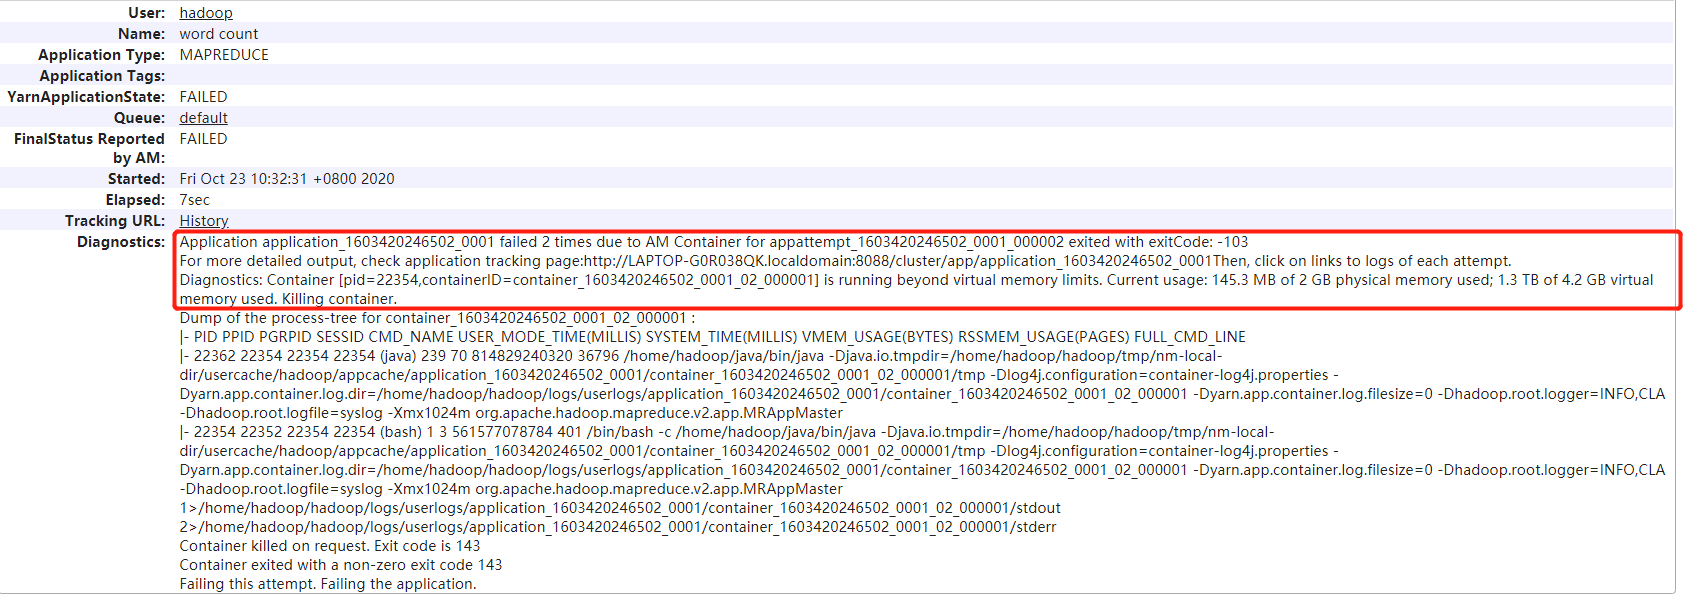 User: hadoop
Name: word count
Application Type: MAPREDUCE
Application Tags:
YarnApplicationState: FAILED
Queue: default
FinalStatus Reported by AM: FAILED
Started: Fri Oct 23 10:32:31 +0800 2020
Elapsed: 7sec
Tracking URL: History
Diagnostics: Application application_1603420246502_0001 failed 2 times due to AM Container for appattempt_1603420246502_0001_000002 exited with exitCode: -103
For more detailed output, check application tracking page:http://LAPTOP-G0R038QK.localdomain:8088/cluster/app/application_1603420246502_0001Then, click on links to logs of each attempt.
Diagnostics: Container [pid=22354,containerID=container_1603420246502_0001_02_000001] is running beyond virtual memory limits. Current usage: 145.3 MB of 2 GB physical memory used; 1.3 TB of 4.2 GB virtual
memory used. Killing container.
Dump of the process-tree for container_1603420246502_0001_02_000001 :
|- PID PPID PGRPID SESSID CMD_NAME USER_MODE_TIME(MILLIS) SYSTEM_TIME(MILLIS) VMEM_USAGE(BYTES) RSSMEM_USAGE(PAGES) FULL_CMD_LINE
|- 22362 22354 22354 22354 (java) 239 70 814829240320 36796 /home/hadoop/java/bin/java -Djava.io.tmpdir=/home/hadoop/hadoop/tmp/nm-local-
dir/usercache/hadoop/appcache/application_1603420246502_0001/container_1603420246502_0001_02_000001/tmp -Dlog4j.configuration=container-log4j.properties -
Dyarn.app.container.log.dir=/home/hadoop/hadoop/logs/userlogs/application_1603420246502_0001/container_1603420246502_0001_02_000001 -Dyarn.app.container.log.filesize=0 -Dhadoop.root.logger=INFO,CLA
-Dhadoop.root.logfile=syslog -Xmx1024m org.apache.hadoop.mapreduce.v2.app.MRAppMaster
|- 22354 22352 22354 22354 (bash) 1 3 561577078784 401 /bin/bash -c /home/hadoop/java/bin/java -Djava.io.tmpdir=/home/hadoop/hadoop/tmp/nm-local-
dir/usercache/hadoop/appcache/application_1603420246502_0001/container_1603420246502_0001_02_000001/tmp -Dlog4j.configuration=container-log4j.properties -
Dyarn.app.container.log.dir=/home/hadoop/hadoop/logs/userlogs/application_1603420246502_0001/container_1603420246502_0001_02_000001 -Dyarn.app.container.log.filesize=0 -Dhadoop.root.logger=INFO,CLA
-Dhadoop.root.logfile=syslog -Xmx1024m org.apache.hadoop.mapreduce.v2.app.MRAppMaster
1>/home/hadoop/hadoop/logs/userlogs/application_1603420246502_0001/container_1603420246502_0001_02_000001/stdout
2>/home/hadoop/hadoop/logs/userlogs/application_1603420246502_0001/container_1603420246502_0001_02_000001/stderr
Container killed on request. Exit code is 143
Container exited with a non-zero exit code 143
Failing this attempt. Failing the application.